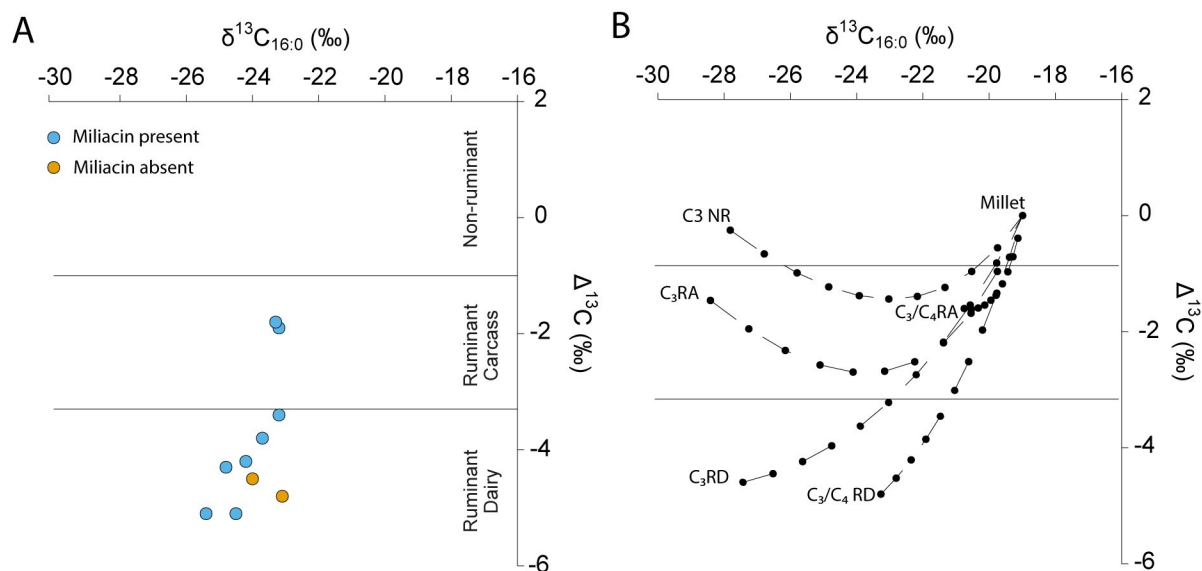 A
δ¹³C₁₆:₀ (‰)
-30 -28 -26 -24 -22 -20 -18 -16
2
0
-2
-4
-6
Δ¹³C (‰)
Miliacin present
Miliacin absent
Non-ruminant
Ruminant
Carcass
Ruminant
Dairy
B
δ¹³C₁₆:₀ (‰)
-30 -28 -26 -24 -22 -20 -18 -16
2
0
-2
-4
-6
Δ¹³C (‰)
Millet
C3 NR
C₃/C₄RA
C₃RA
C₃RD
C₃/C₄ RD